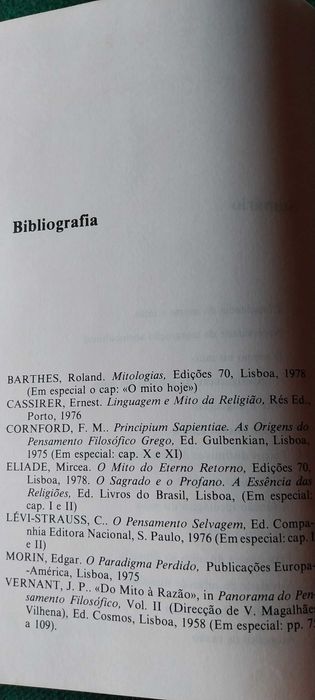 Bibliografia
BARTHES, Roland. Mitologias, Edições 70, Lisboa, 1978
(Em especial o cap: «O mito hoje»)
CASSIRER, Ernest. Linguagem e Mito da Religião, Rés Ed.,
Porto, 1976
CORNFORD, F. M.. Principium Sapientiae. As Origens do
Pensamento Filosófico Grego, Ed. Gulbenkian, Lisboa,
1975 (Em especial: cap. X e XI)
ELIADE, Mircea. O Mito do Eterno Retorno, Edições 70,
Lisboa, 1978. O Sagrado e o Profano. A Essência das
Religiões, Ed. Livros do Brasil, Lisboa, (Em especial:
cap. I e II)
LÉVI-STRAUSS, C.. O Pensamento Selvagem, Ed. Compa-
nhia Editora Nacional, S. Paulo, 1976 (Em especial: cap. I
e II)
MORIN, Edgar. O Paradigma Perdido, Publicações Europa-
-América, Lisboa, 1975
VERNANT, J. P.. «Do Mito à Razão», in Panorama do Pen-
samento Filosófico, Vol. II (Direcção de V. Magalhães
Vilhena), Ed. Cosmos, Lisboa, 1958 (Em especial: pp.
a 109).